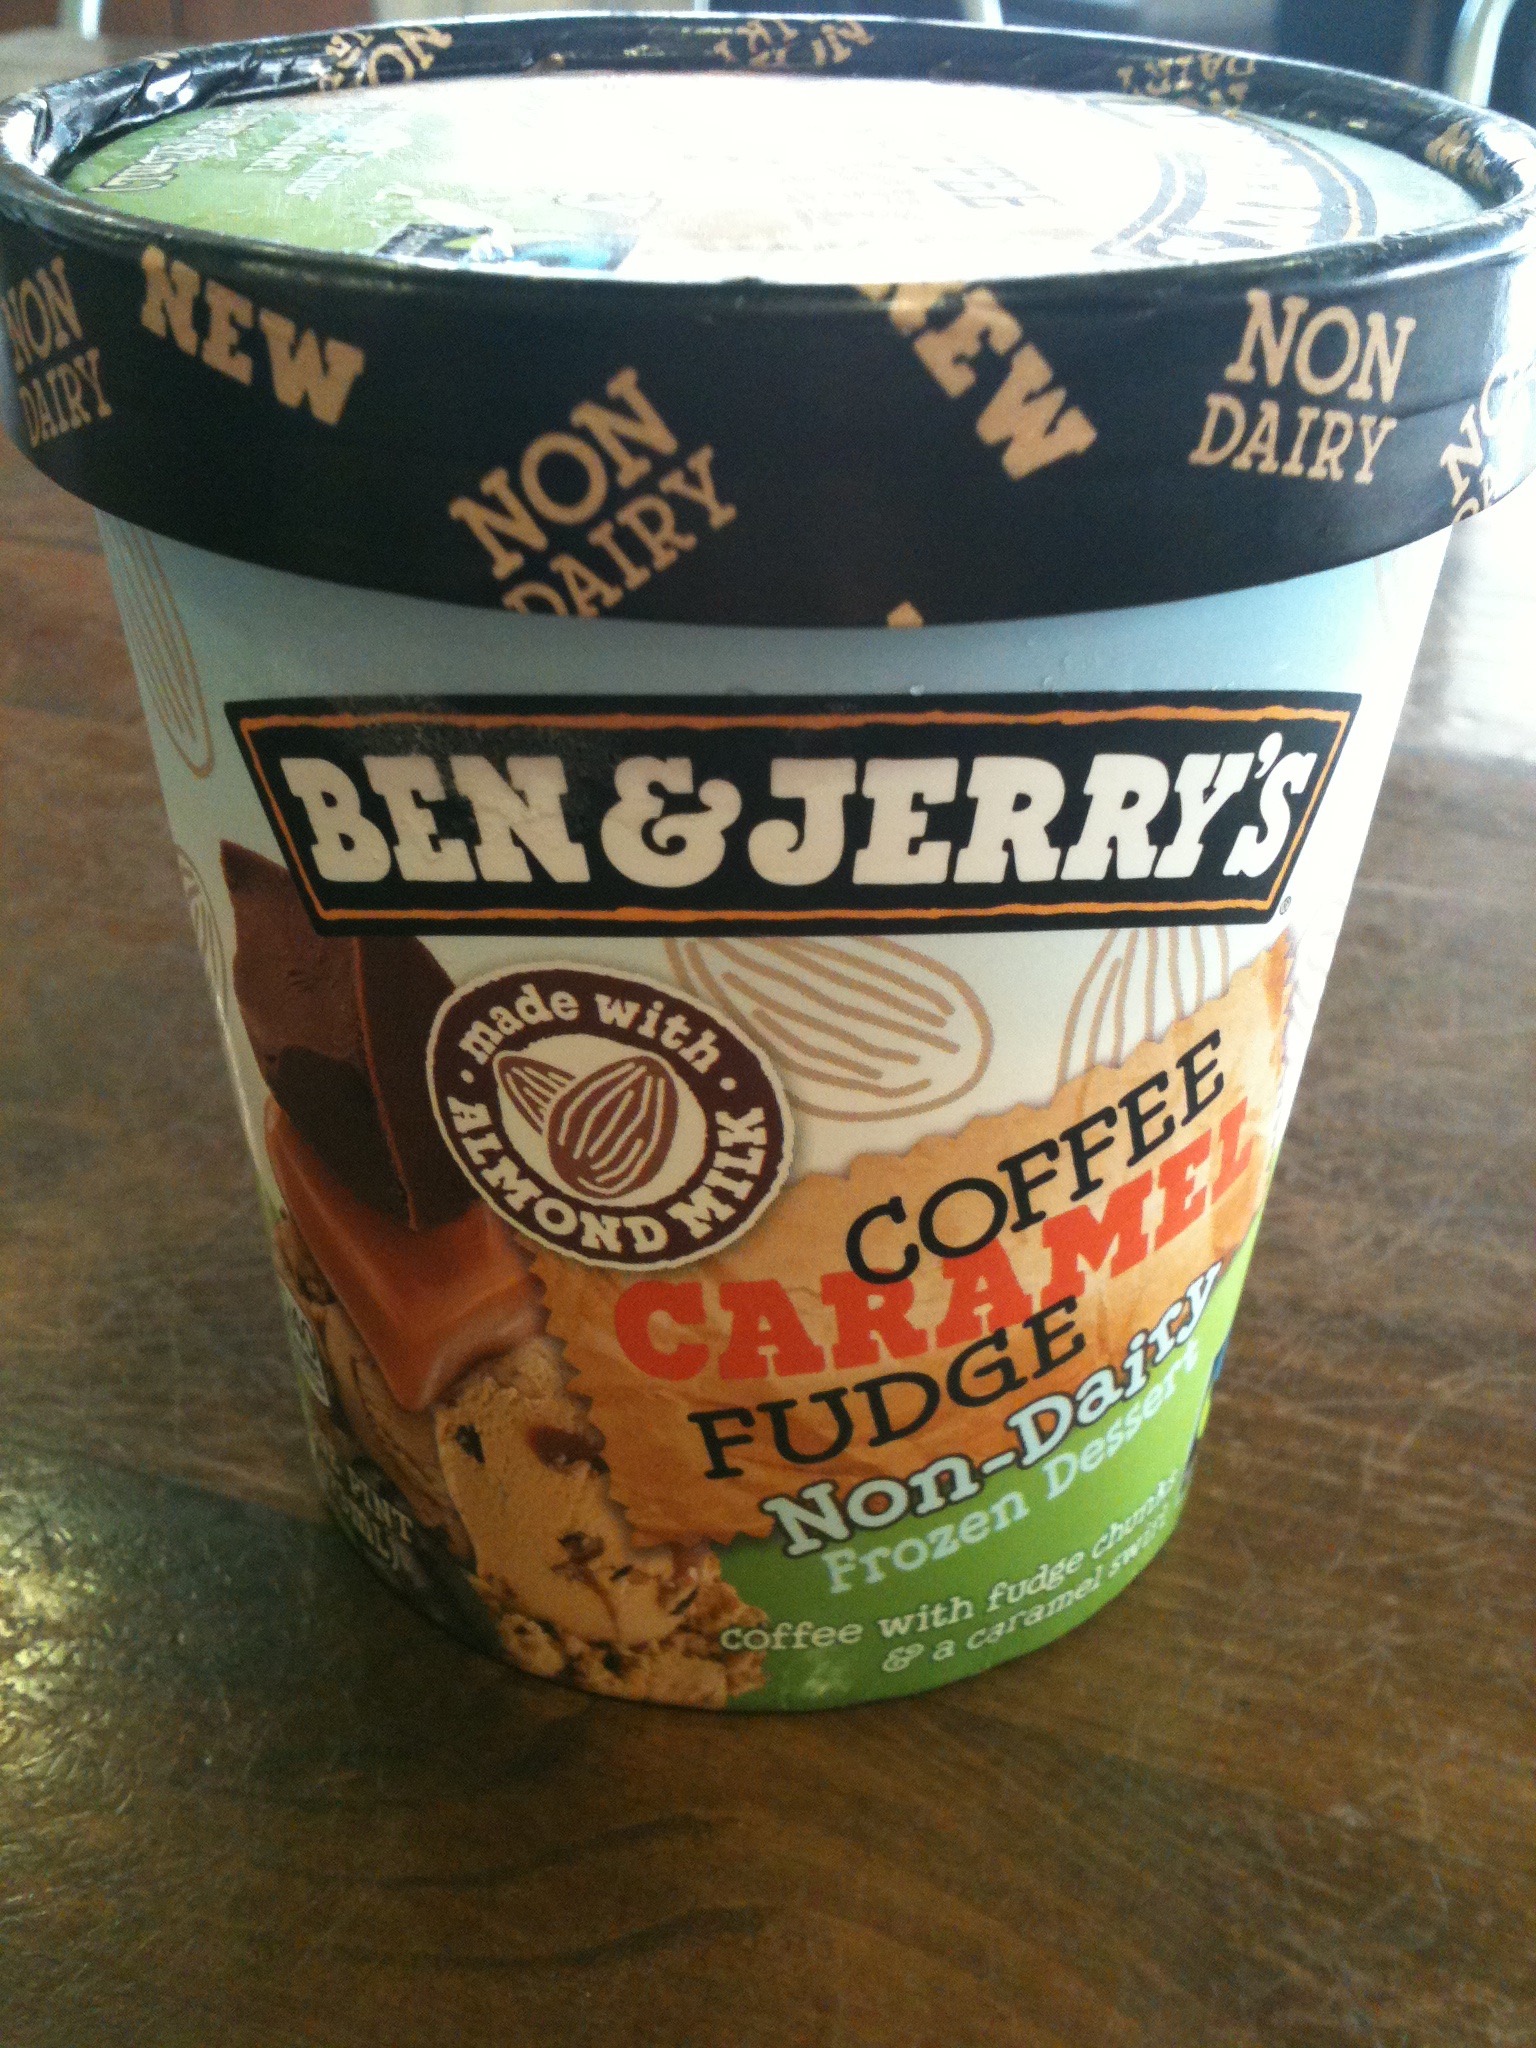 NON
DAIRY
NEW
NON
DAIRY
NEW
NON
DAIRY
BEN & JERRY'S
®
made with
ALMOND MILK
COFFEE
CARAMEL
FUDGE
Non-Dairy
Frozen Dessert
coffee with fudge chunks
& a caramel swirl
PINT